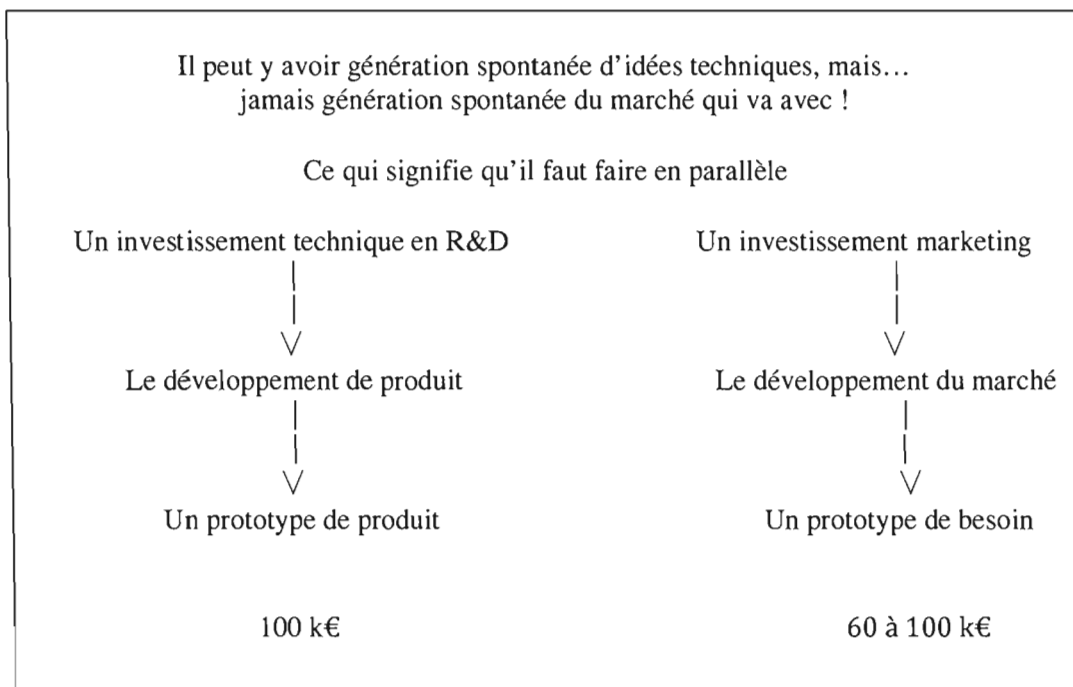 Il peut y avoir génération spontanée d'idées techniques, mais...
jamais génération spontanée du marché qui va avec !
Ce qui signifie qu'il faut faire en parallèle
Un investissement technique en R&D
Un investissement marketing
Le développement de produit
Le développement du marché
Un prototype de produit
Un prototype de besoin
100 k€
60 à 100 k€